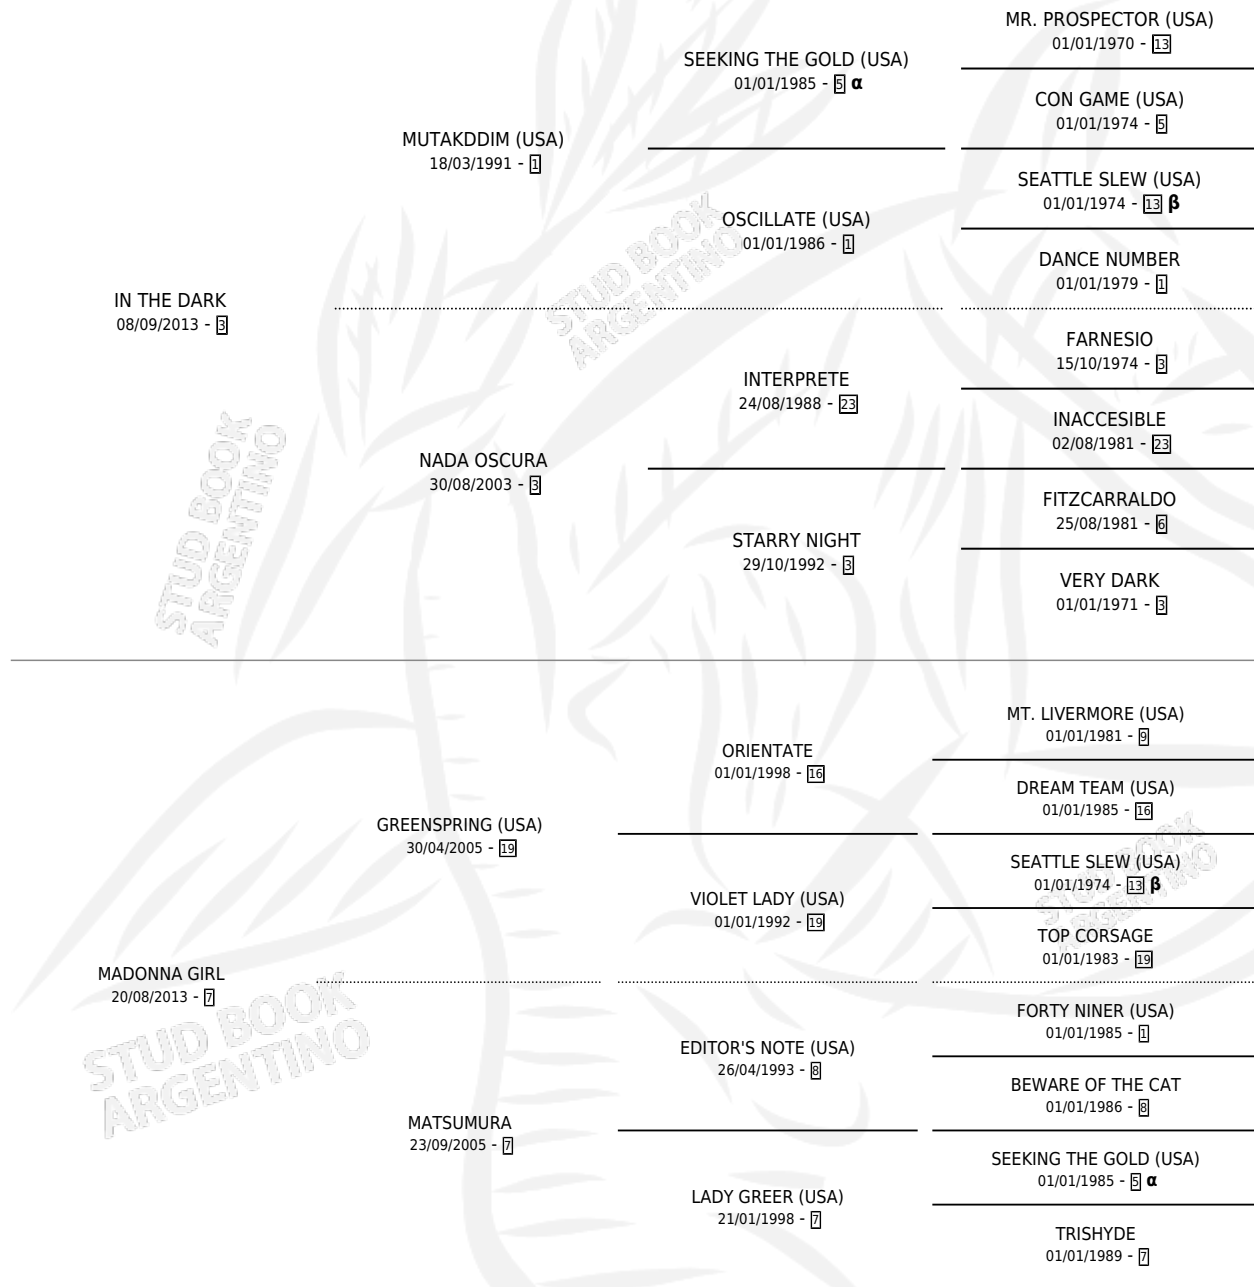 MR. PROSPECTOR (USA)
01/01/1970 - 13
SEEKING THE GOLD (USA)
01/01/1985 - 5 α
CON GAME (USA)
01/01/1974 - 5
MUTAKDDIM (USA)
18/03/1991 - 1
SEATTLE SLEW (USA)
01/01/1974 - 13 β
OSCILLATE (USA)
01/01/1986 - 1
DANCE NUMBER
01/01/1979 - 1
STUD BOOK
ARGENTINO
IN THE DARK
08/09/2013 - 3
FARNESIO
15/10/1974 - 3
INTERPRETE
24/08/1988 - 23
INACCESIBLE
02/08/1981 - 23
NADA OSCURA
30/08/2003 - 3
FITZCARRALDO
25/08/1981 - 6
STARRY NIGHT
29/10/1992 - 3
VERY DARK
01/01/1971 - 3
STUD BOOK
ARGENTINO
MT. LIVERMORE (USA)
01/01/1981 - 9
ORIENTATE
01/01/1998 - 16
DREAM TEAM (USA)
01/01/1985 - 16
GREENSPRING (USA)
30/04/2005 - 19
SEATTLE SLEW (USA)
01/01/1974 - 13 β
VIOLET LADY (USA)
01/01/1992 - 19
TOP CORSAGE
01/01/1983 - 19
STUD BOOK
ARGENTINO
MADONNA GIRL
20/08/2013 - 7
FORTY NINER (USA)
01/01/1985 - 1
EDITOR'S NOTE (USA)
26/04/1993 - 8
BEWARE OF THE CAT
01/01/1986 - 8
STUD BOOK
ARGENTINO
MATSUMURA
23/09/2005 - 7
SEEKING THE GOLD (USA)
01/01/1985 - 5 α
LADY GREER (USA)
21/01/1998 - 7
TRISHYDE
01/01/1989 - 7